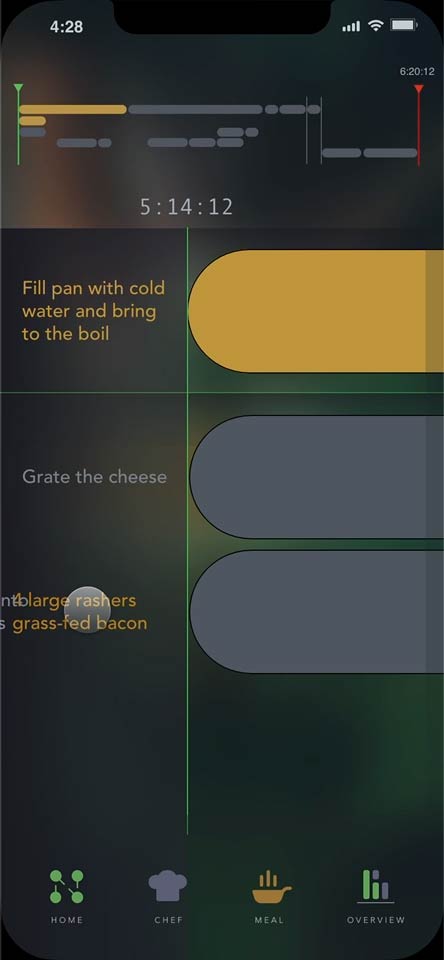 4:28
6:20:12
5:14:12
Fill pan with cold
water and bring
to the boil
Grate the cheese
4 large rashers
grass-fed bacon
HOME
CHEF
MEAL
OVERVIEW